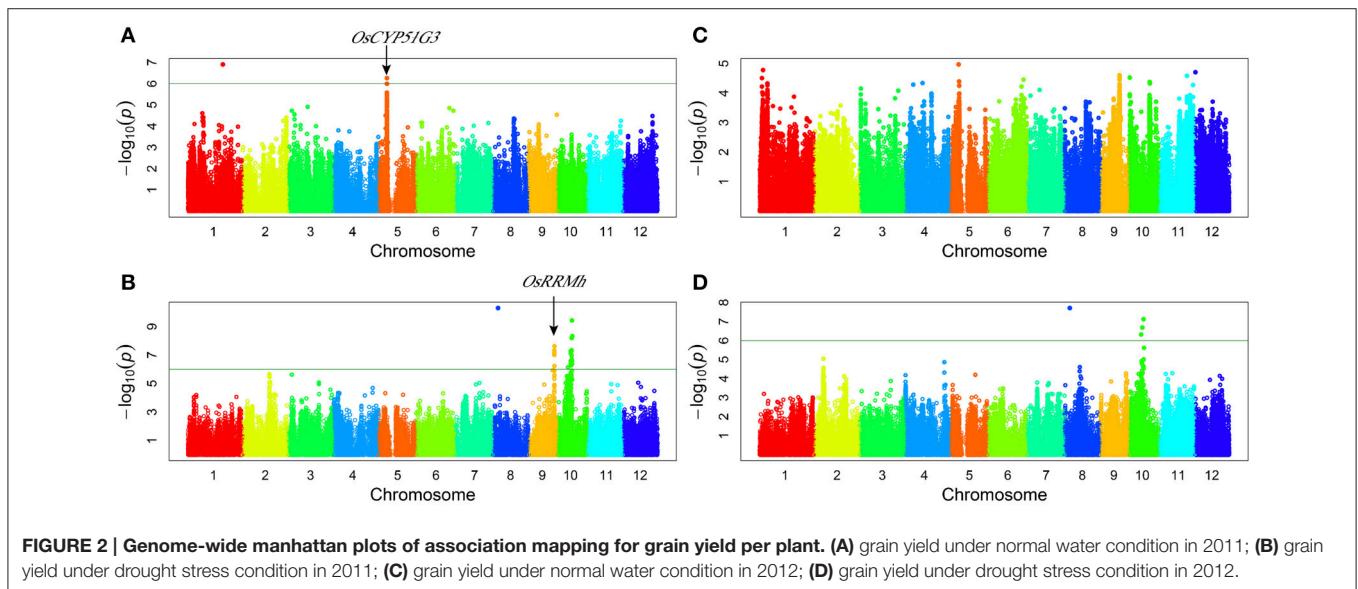 A
OsCYP51G3
−log10(p)
7
6
5
4
3
2
1
1 2 3 4 5 6 7 8 9 10 11 12
Chromosome
C
−log10(p)
5
4
3
2
1
1 2 3 4 5 6 7 8 9 10 11 12
Chromosome
B
OsRRMh
−log10(p)
9
7
5
3
1
1 2 3 4 5 6 7 8 9 10 11 12
Chromosome
D
−log10(p)
8
7
6
5
4
3
2
1
1 2 3 4 5 6 7 8 9 10 11 12
Chromosome
FIGURE 2 | Genome-wide manhattan plots of association mapping for grain yield per plant. (A) grain yield under normal water condition in 2011; (B) grain
yield under drought stress condition in 2011; (C) grain yield under normal water condition in 2012; (D) grain yield under drought stress condition in 2012.